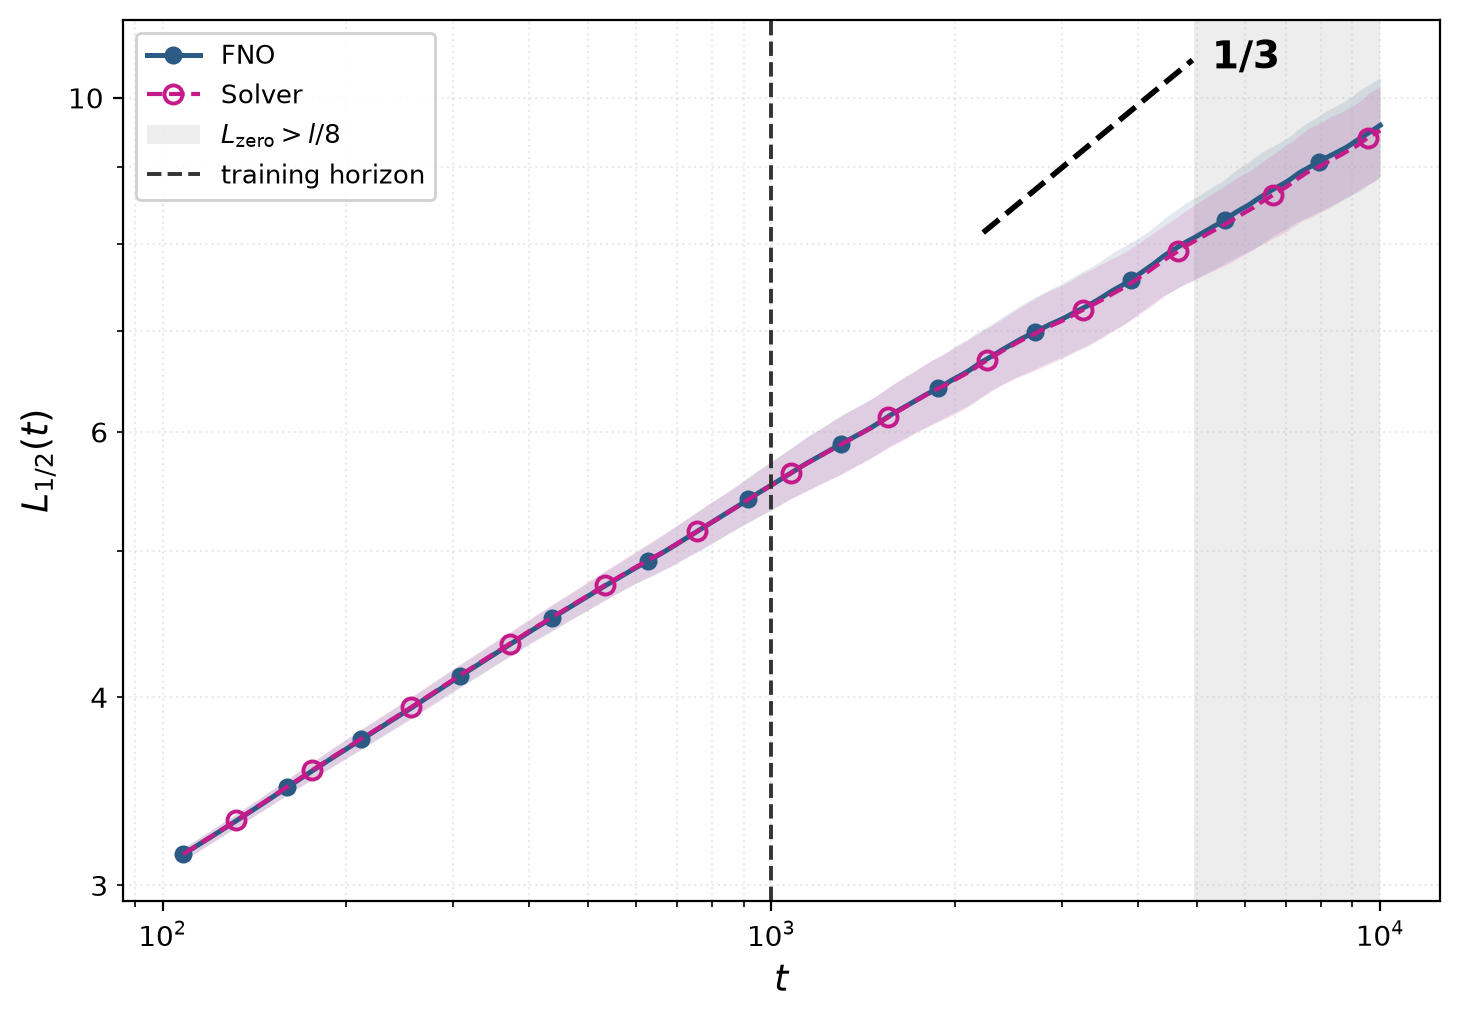 FNO
Solver
L_zero > l/8
training horizon
1/3
10
6
4
3
L_{1/2}(t)
10^2
10^3
10^4
t